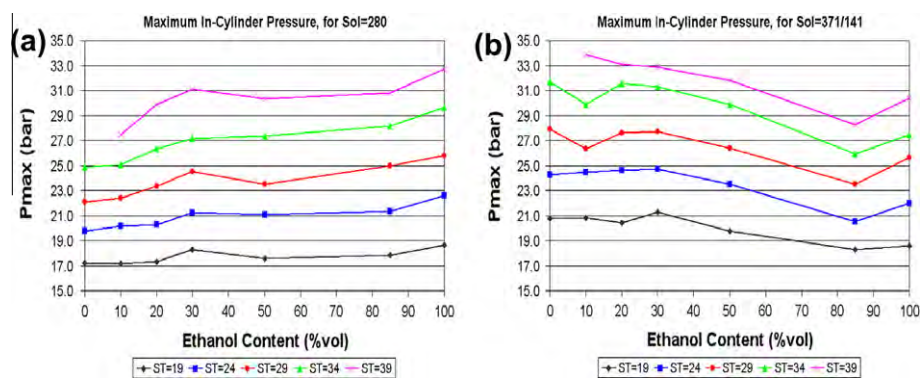 (a)
Maximum In-Cylinder Pressure, for SoI=280
35.0
33.0
31.0
29.0
27.0
25.0
23.0
21.0
19.0
17.0
15.0
Pmax (bar)
0 10 20 30 40 50 60 70 80 90 100
Ethanol Content (%vol)
ST=19 ST=24 ST=29 ST=34 ST=39
(b)
Maximum In-Cylinder Pressure, for SoI=371/141
35.0
33.0
31.0
29.0
27.0
25.0
23.0
21.0
19.0
17.0
15.0
Pmax (bar)
0 10 20 30 40 50 60 70 80 90 100
Ethanol Content (%vol)
ST=19 ST=24 ST=29 ST=34 ST=39